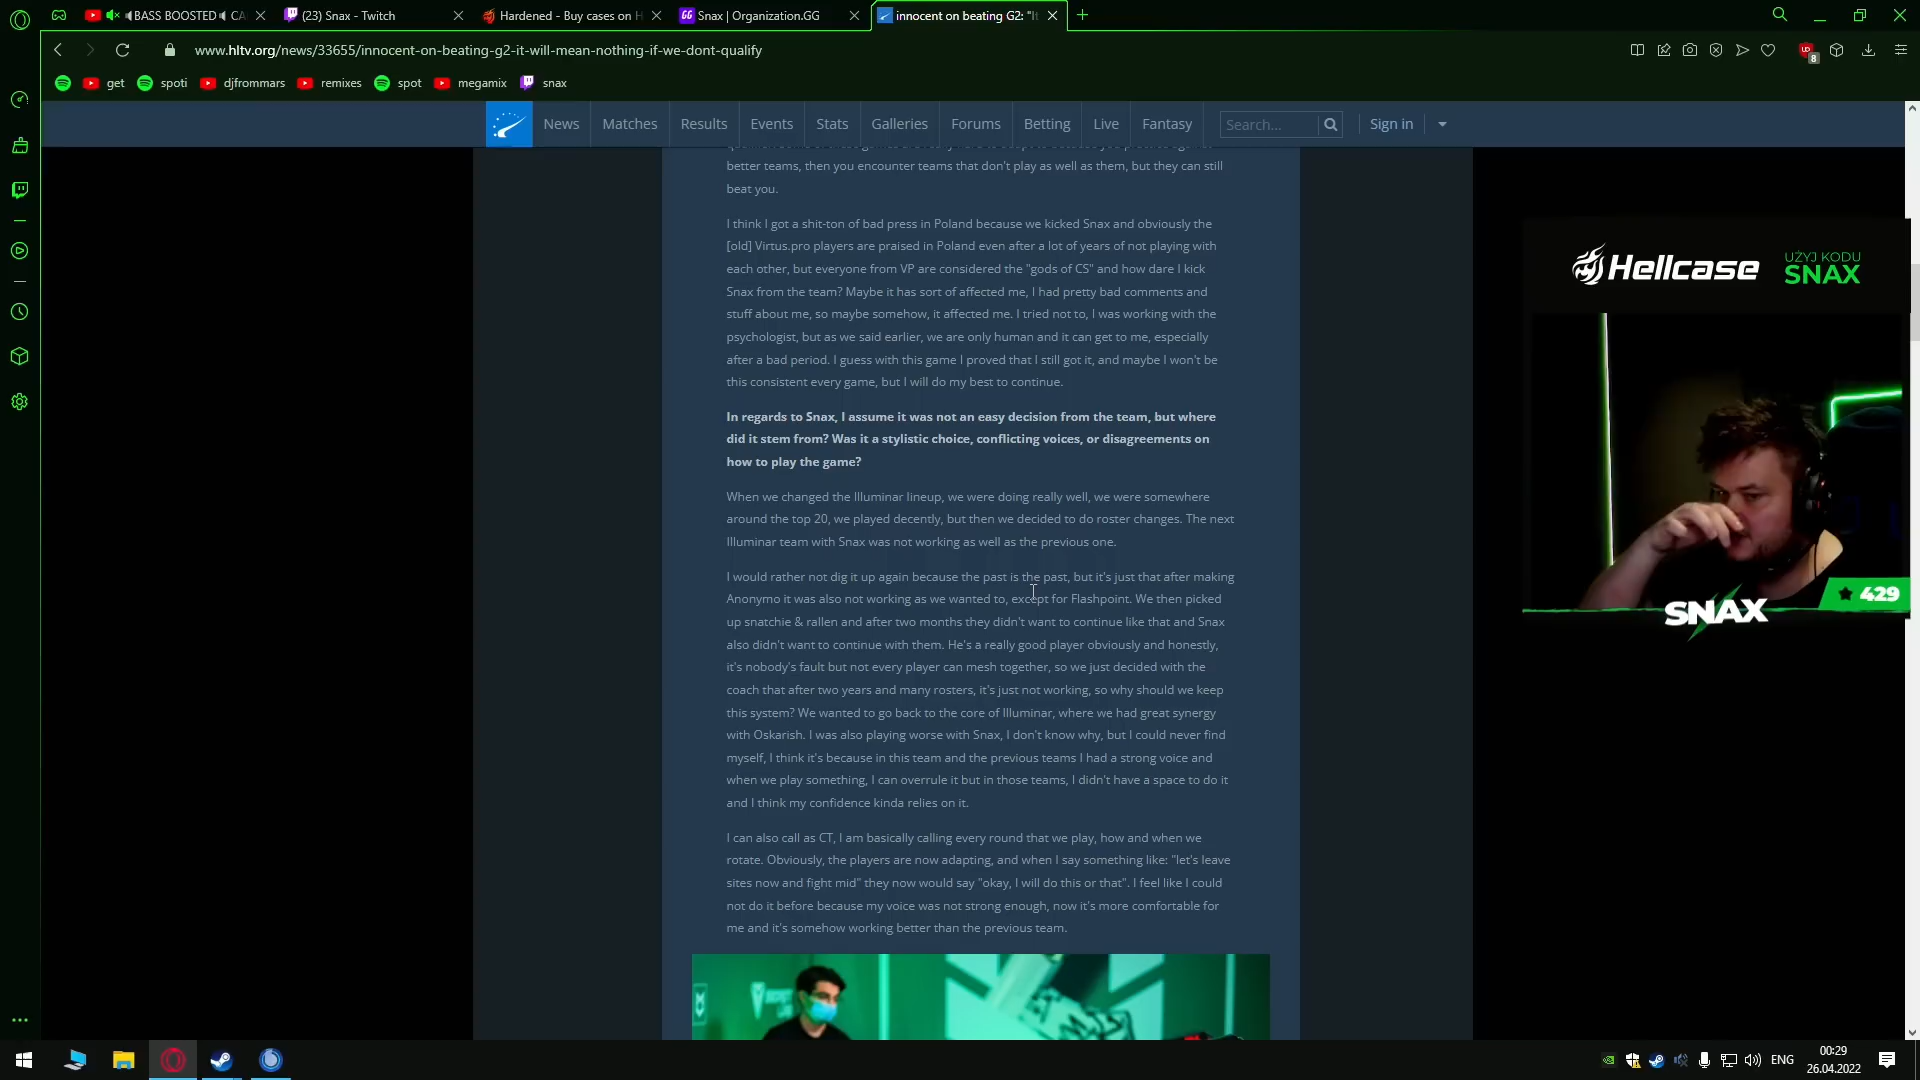 ◄BASS BOOSTED◄ CA
(23) Snax - Twitch
Hardened - Buy cases on H
GG
Snax | Organization.GG
innocent on beating G2: "It
www.hltv.org/news/33655/innocent-on-beating-g2-it-will-mean-nothing-if-we-dont-qualify
8
get
spoti
djfrommars
remixes
spot
megamix
snax
News
Matches
Results
Events
Stats
Galleries
Forums
Betting
Live
Fantasy
Search...
Sign in
better teams, then you encounter teams that don't play as well as them, but they can still
beat you.
I think I got a shit-ton of bad press in Poland because we kicked Snax and obviously the
[old] Virtus.pro players are praised in Poland even after a lot of years of not playing with
each other, but everyone from VP are considered the "gods of CS" and how dare I kick
Snax from the team? Maybe it has sort of affected me, I had pretty bad comments and
stuff about me, so maybe somehow, it affected me. I tried not to, I was working with the
psychologist, but as we said earlier, we are only human and it can get to me, especially
after a bad period. I guess with this game I proved that I still got it, and maybe I won't be
this consistent every game, but I will do my best to continue.
In regards to Snax, I assume it was not an easy decision from the team, but where
did it stem from? Was it a stylistic choice, conflicting voices, or disagreements on
how to play the game?
When we changed the Illuminar lineup, we were doing really well, we were somewhere
around the top 20, we played decently, but then we decided to do roster changes. The next
Illuminar team with Snax was not working as well as the previous one.
I would rather not dig it up again because the past is the past, but it's just that after making
Anonymo it was also not working as we wanted to, except for Flashpoint. We then picked
up snatchie & rallen and after two months they didn't want to continue like that and Snax
also didn't want to continue with them. He's a really good player obviously and honestly,
it's nobody's fault but not every player can mesh together, so we just decided with the
coach that after two years and many rosters, it's just not working, so why should we keep
this system? We wanted to go back to the core of Illuminar, where we had great synergy
with Oskarish. I was also playing worse with Snax, I don't know why, but I could never find
myself, I think it's because in this team and the previous teams I had a strong voice and
when we play something, I can overrule it but in those teams, I didn't have a space to do it
and I think my confidence kinda relies on it.
I can also call as CT, I am basically calling every round that we play, how and when we
rotate. Obviously, the players are now adapting, and when I say something like: "let's leave
sites now and fight mid" they now would say "okay, I will do this or that". I feel like I could
not do it before because my voice was not strong enough, now it's more comfortable for
me and it's somehow working better than the previous team.
Hellcase
UŻYJ KODU
SNAX
429
SNAX
ENG
00:29
26.04.2022